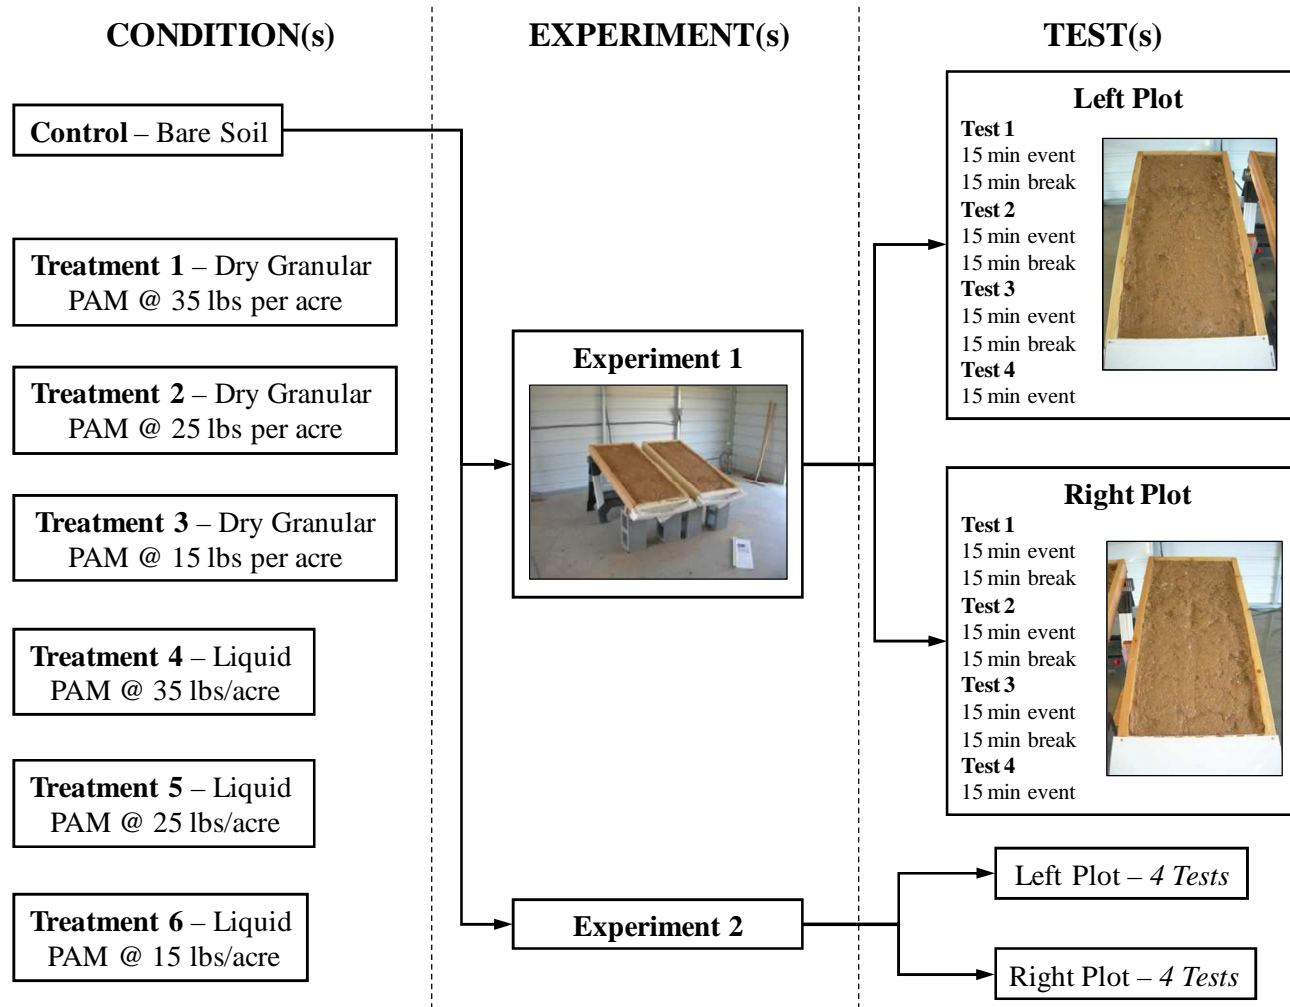 CONDITION(s)
EXPERIMENT(s)
TEST(s)
Control – Bare Soil
Treatment 1 – Dry Granular
PAM @ 35 lbs per acre
Treatment 2 – Dry Granular
PAM @ 25 lbs per acre
Treatment 3 – Dry Granular
PAM @ 15 lbs per acre
Treatment 4 – Liquid
PAM @ 35 lbs/acre
Treatment 5 – Liquid
PAM @ 25 lbs/acre
Treatment 6 – Liquid
PAM @ 15 lbs/acre
Experiment 1
Experiment 2
Left Plot
Test 1
15 min event
15 min break
Test 2
15 min event
15 min break
Test 3
15 min event
15 min break
Test 4
15 min event
Right Plot
Test 1
15 min event
15 min break
Test 2
15 min event
15 min break
Test 3
15 min event
15 min break
Test 4
15 min event
Left Plot – 4 Tests
Right Plot – 4 Tests